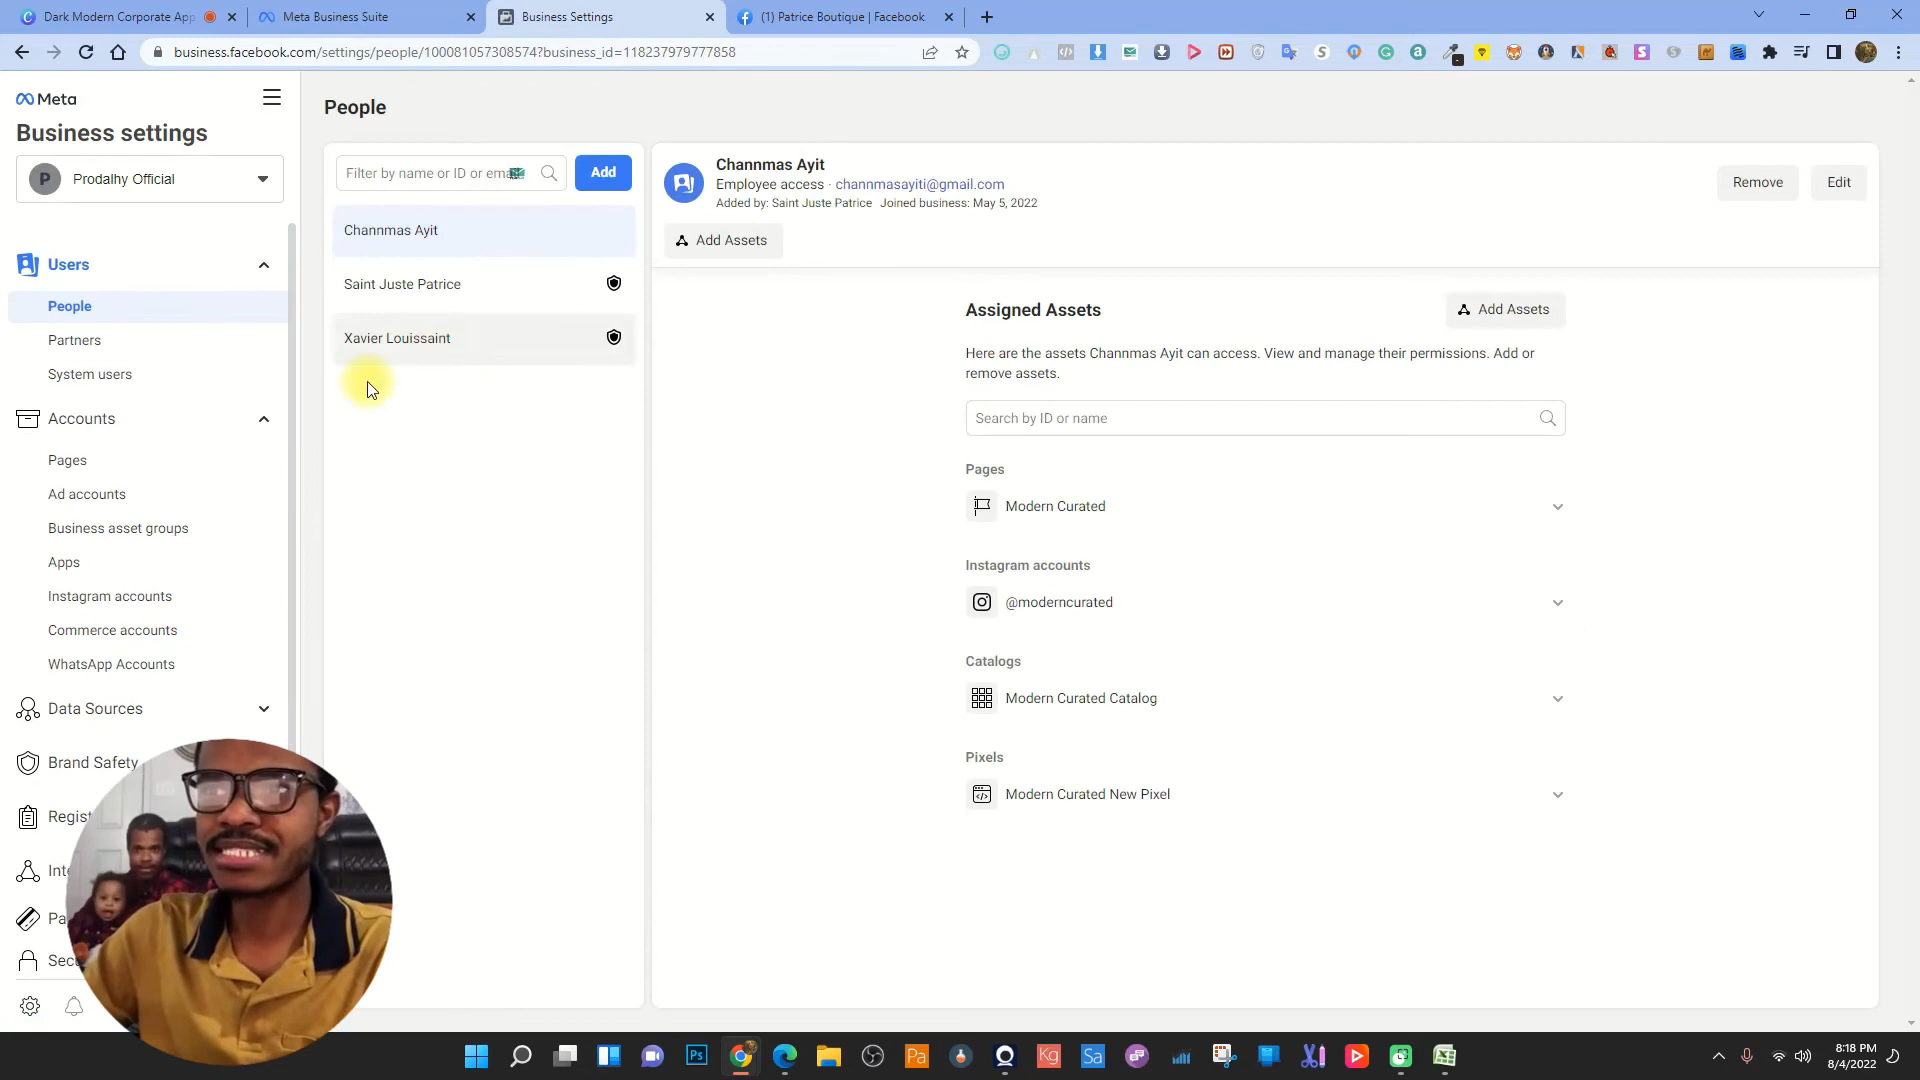 Dark Modern Corporate App
Meta Business Suite
Business Settings
(1) Patrice Boutique | Facebook
business.facebook.com/settings/people/100081057308574?business_id=118237979777858
Meta
Business settings
P
Prodalhy Official
Users
People
Partners
System users
Accounts
Pages
Ad accounts
Business asset groups
Apps
Instagram accounts
Commerce accounts
WhatsApp Accounts
Data Sources
Brand Safety
Regist
Inte
Pa
Secu
People
Filter by name or ID or ema
Add
Channmas Ayit
Saint Juste Patrice
Xavier Louissaint
Channmas Ayit
Employee access · channmasayiti@gmail.com
Added by: Saint Juste Patrice Joined business: May 5, 2022
Remove
Edit
Add Assets
Assigned Assets
Add Assets
Here are the assets Channmas Ayit can access. View and manage their permissions. Add or
remove assets.
Search by ID or name
Pages
Modern Curated
Instagram accounts
@moderncurated
Catalogs
Modern Curated Catalog
Pixels
Modern Curated New Pixel
Ps
Pa
Kg
Sa
8:18 PM
8/4/2022